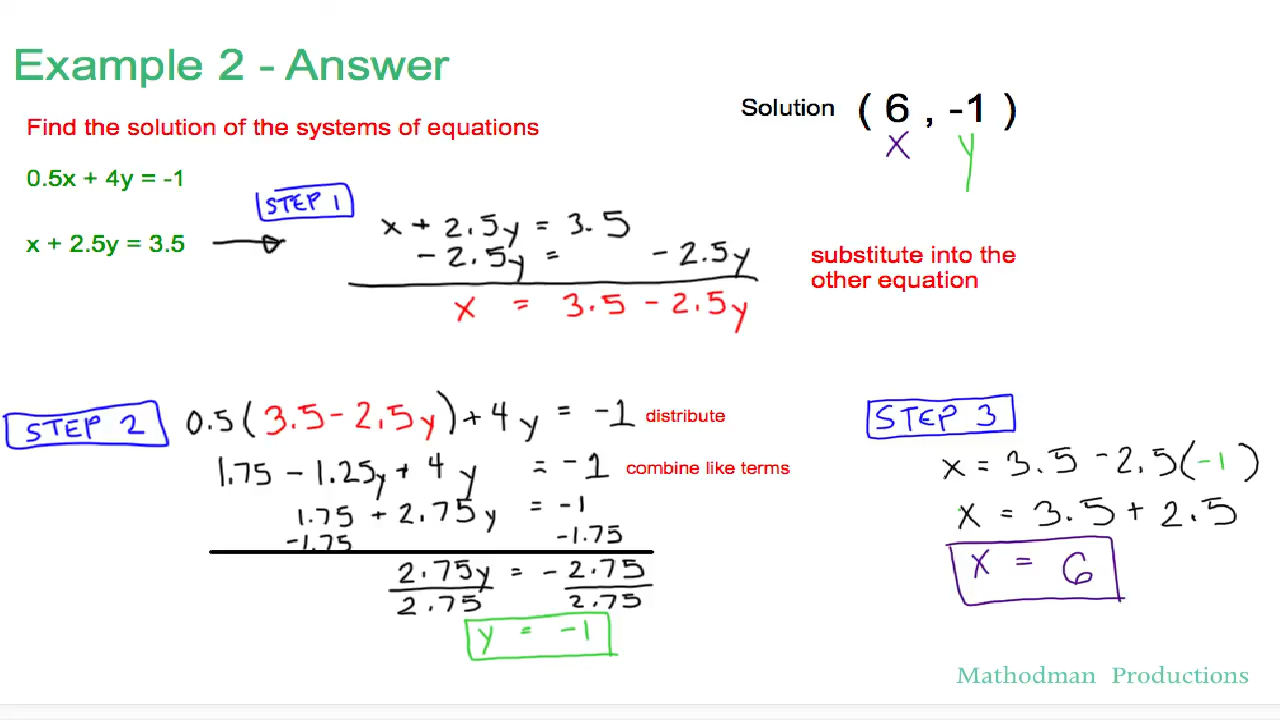 Example 2 - Answer
Solution ( 6 , -1 )
x y
Find the solution of the systems of equations
0.5x + 4y = -1
x + 2.5y = 3.5
STEP 1
x + 2.5y = 3.5
- 2.5y = - 2.5y
x = 3.5 - 2.5y
substitute into the
other equation
STEP 2
0.5(3.5-2.5y)+4y = -1 distribute
1.75 - 1.25y + 4y = -1 combine like terms
1.75 + 2.75y = -1
-1.75 -1.75
2.75y = - 2.75
2.75 2.75
y = -1
STEP 3
x = 3.5 -2.5(-1)
x = 3.5 + 2.5
x = 6
Mathodman Productions